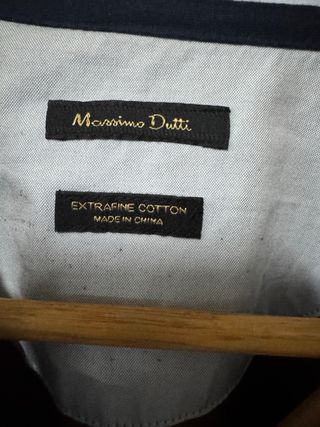 Massimo Dutti
EXTRAFINE COTTON
MADE IN CHINA